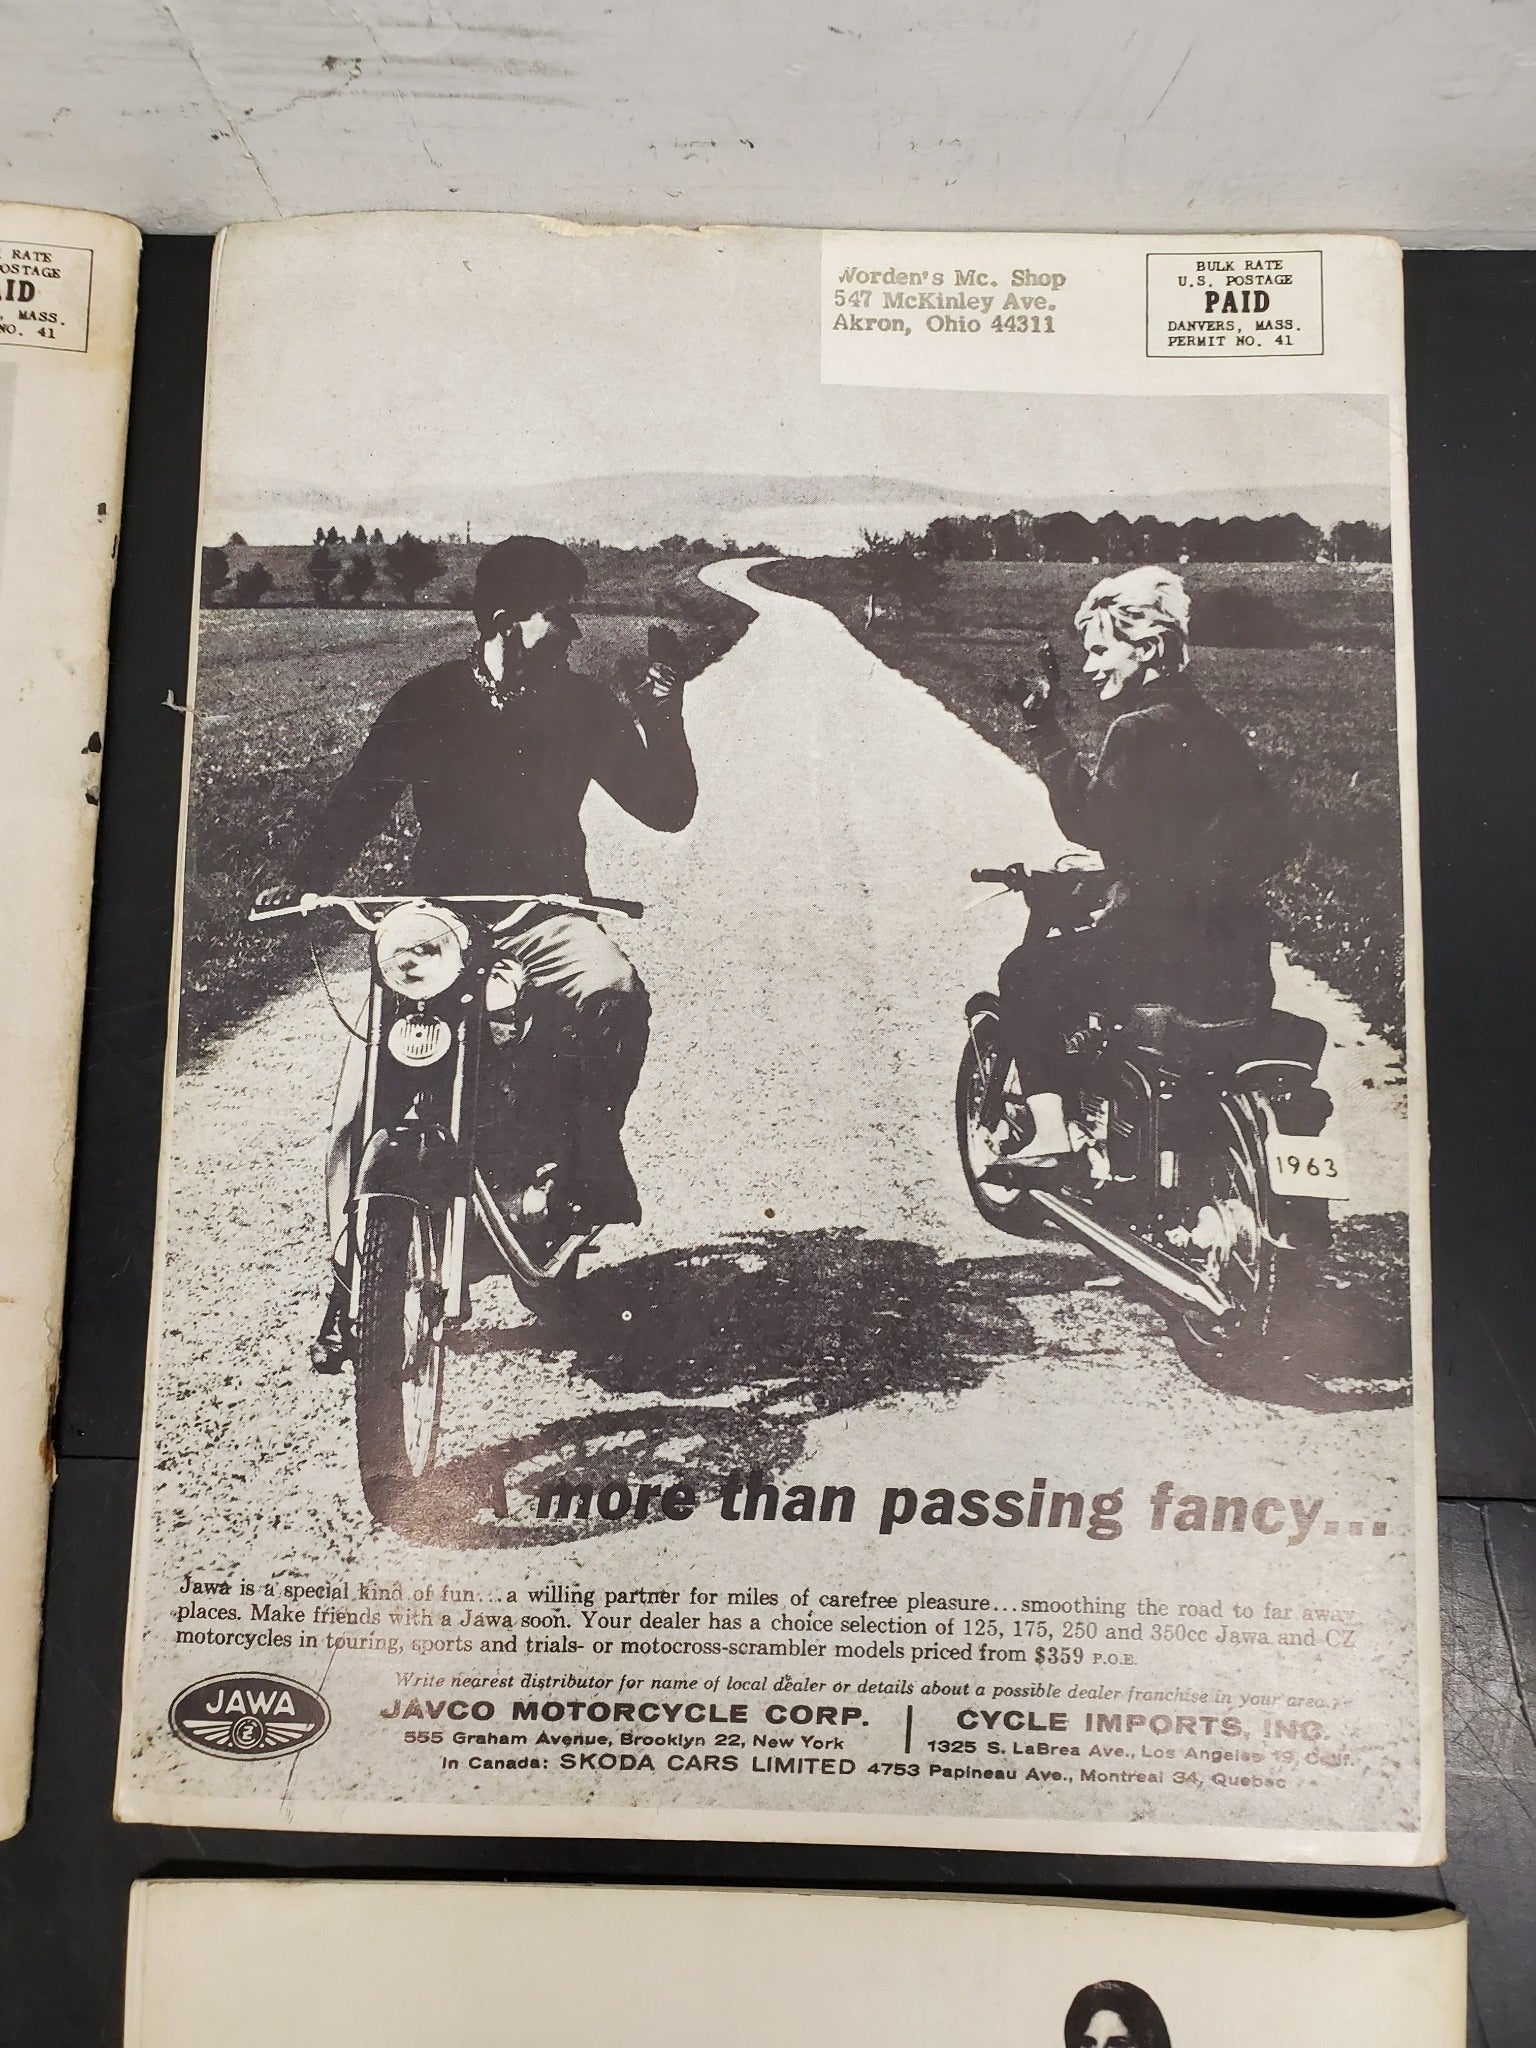 RATE
POSTAGE
AID
, MASS.
NO. 41
Worden's Mc. Shop
547 McKinley Ave.
Akron, Ohio 44311
BULK RATE
U.S. POSTAGE
PAID
DANVERS, MASS.
PERMIT NO. 41
1963
more than passing fancy...
Jawa is a special kind of fun...a willing partner for miles of carefree pleasure...smoothing the road to far away
places. Make friends with a Jawa soon. Your dealer has a choice selection of 125, 175, 250 and 350cc Jawa and CZ
motorcycles in touring, sports and trials- or motocross-scrambler models priced from $359 P.O.E.
Write nearest distributor for name of local dealer or details about a possible dealer franchise in your area.
JAWA
CZ
JAVCO MOTORCYCLE CORP.
555 Graham Avenue, Brooklyn 22, New York
CYCLE IMPORTS, INC.
1325 S. LaBrea Ave., Los Angeles 19, Calif.
In Canada: SKODA CARS LIMITED 4753 Papineau Ave., Montreal 34, Quebec